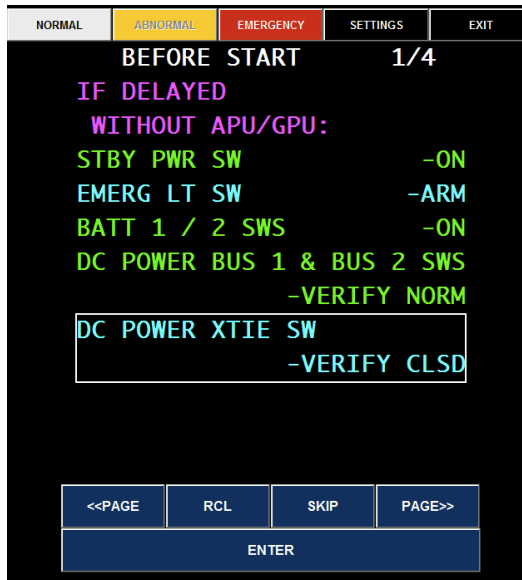 NORMAL ABNORMAL EMERGENCY SETTINGS EXIT
BEFORE START 1/4
IF DELAYED
WITHOUT APU/GPU:
STBY PWR SW -ON
EMERG LT SW -ARM
BATT 1 / 2 SWS -ON
DC POWER BUS 1 & BUS 2 SWS
-VERIFY NORM
DC POWER XTIE SW
-VERIFY CLSD
<<PAGE RCL SKIP PAGE>>
ENTER